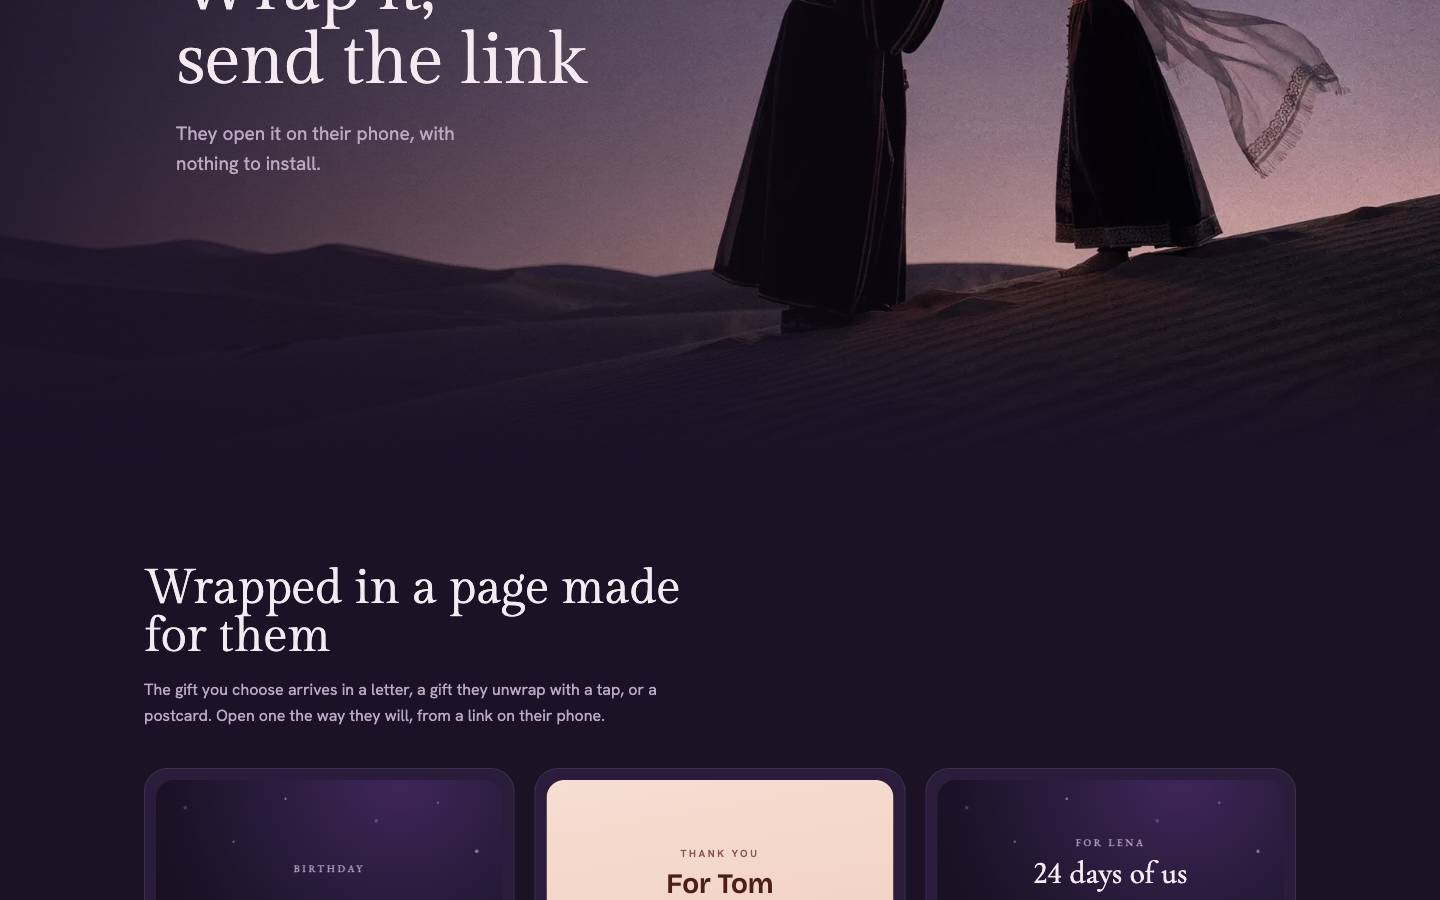 Wrap it,
send the link
They open it on their phone, with
nothing to install.
Wrapped in a page made
for them
The gift you choose arrives in a letter, a gift they unwrap with a tap, or a
postcard. Open one the way they will, from a link on their phone.
BIRTHDAY
THANK YOU
For Tom
FOR LENA
24 days of us